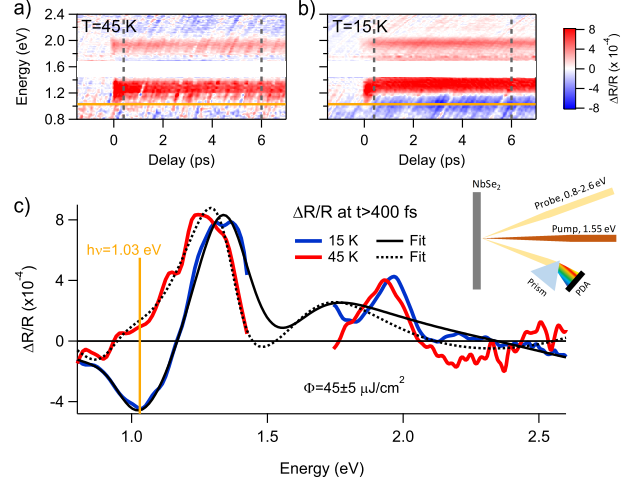 a)
T=45 K
b)
T=15 K
Energy (eV)
2.4
2.0
1.6
1.2
0.8
0
2
4
6
Delay (ps)
0
2
4
6
Delay (ps)
8
4
0
-4
-8
ΔR/R (x 10⁻⁴)
c)
ΔR/R at t>400 fs
15 K
Fit
45 K
Fit
hν=1.03 eV
Φ=45±5 μJ/cm²
ΔR/R (x10⁻⁴)
8
4
0
-4
1.0
1.5
2.0
2.5
Energy (eV)
NbSe₂
Probe, 0.8-2.6 eV
Pump, 1.55 eV
Prism
PDA